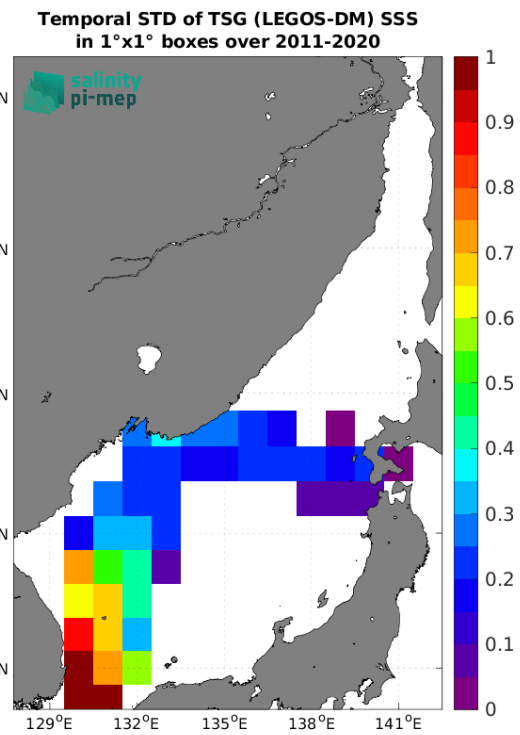 Temporal STD of TSG (LEGOS-DM) SSS
in 1°x1° boxes over 2011-2020
salinity
pi-mep
N
N
N
N
N
1
0.9
0.8
0.7
0.6
0.5
0.4
0.3
0.2
0.1
0
129°E 132°E 135°E 138°E 141°E